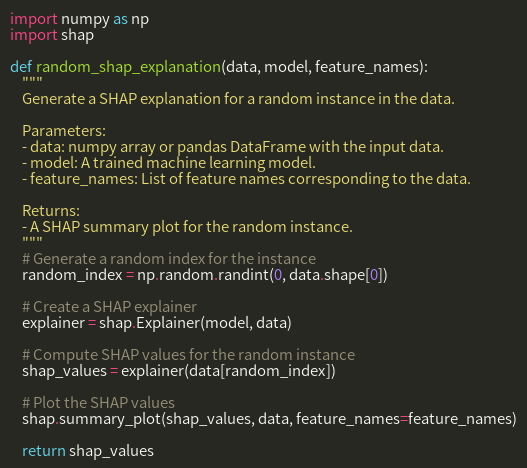 import numpy as np
import shap

def random_shap_explanation(data, model, feature_names):
    """
    Generate a SHAP explanation for a random instance in the data.

    Parameters:
    - data: numpy array or pandas DataFrame with the input data.
    - model: A trained machine learning model.
    - feature_names: List of feature names corresponding to the data.

    Returns:
    - A SHAP summary plot for the random instance.
    """
    # Generate a random index for the instance
    random_index = np.random.randint(0, data.shape[0])

    # Create a SHAP explainer
    explainer = shap.Explainer(model, data)

    # Compute SHAP values for the random instance
    shap_values = explainer(data[random_index])

    # Plot the SHAP values
    shap.summary_plot(shap_values, data, feature_names=feature_names)

    return shap_values